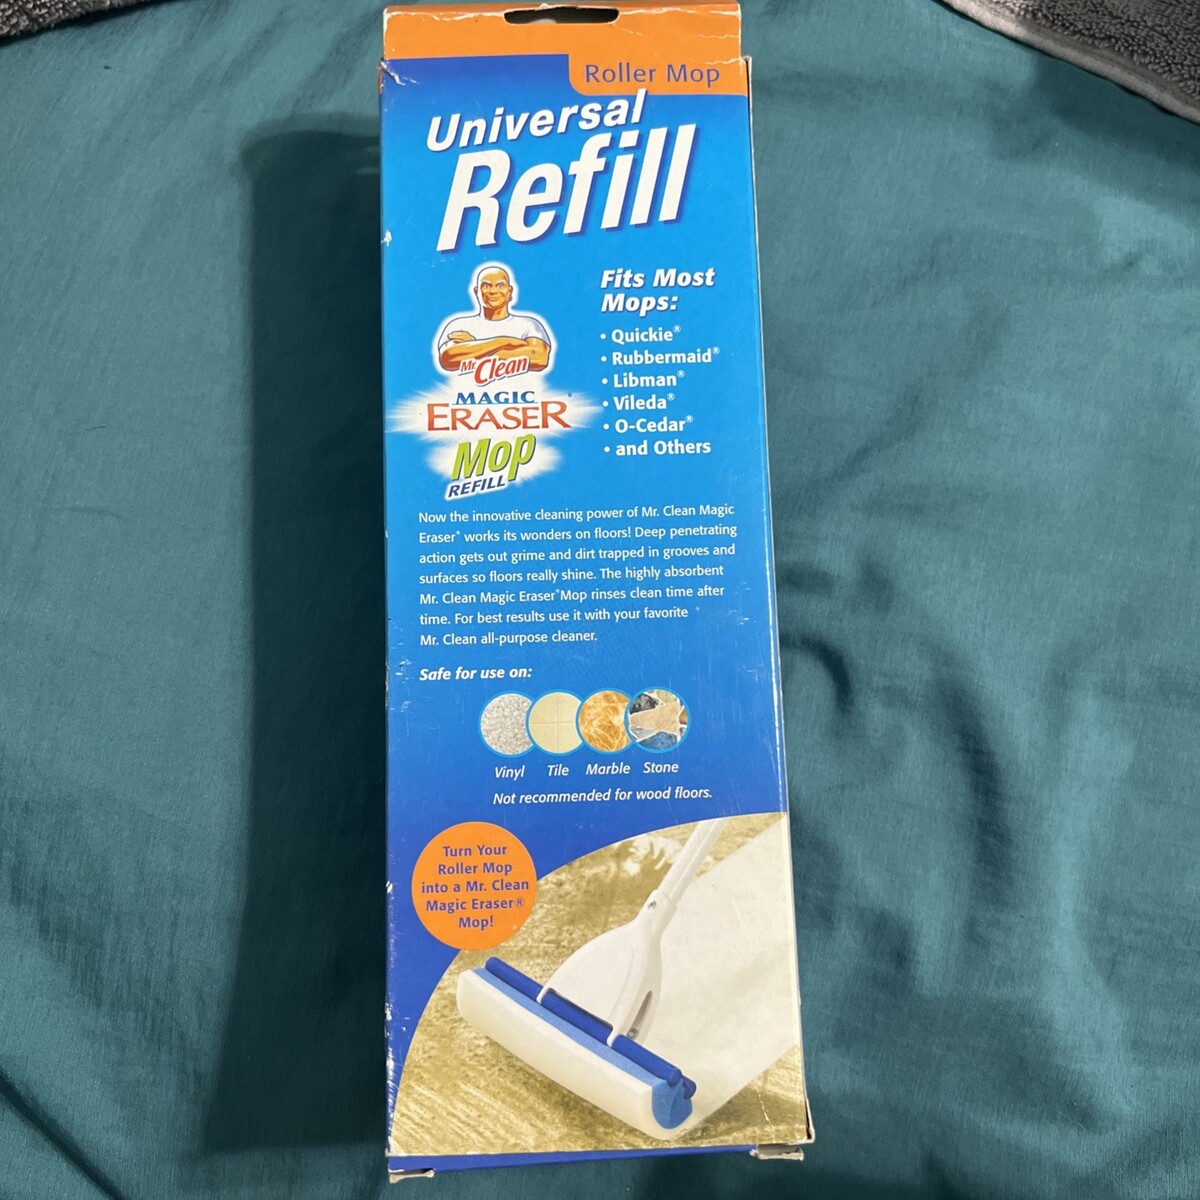 Roller Mop
Universal
Refill
Fits Most
Mops:
• Quickie®
• Rubbermaid®
• Libman®
• Vileda®
• O-Cedar®
• and Others
Mr. Clean
MAGIC
ERASER®
Mop
REFILL
Now the innovative cleaning power of Mr. Clean Magic
Eraser® works its wonders on floors! Deep penetrating
action gets out grime and dirt trapped in grooves and
surfaces so floors really shine. The highly absorbent
Mr. Clean Magic Eraser®Mop rinses clean time after
time. For best results use it with your favorite
Mr. Clean all-purpose cleaner.
Safe for use on:
Vinyl Tile Marble Stone
Not recommended for wood floors.
Turn Your
Roller Mop
into a Mr. Clean
Magic Eraser®
Mop!